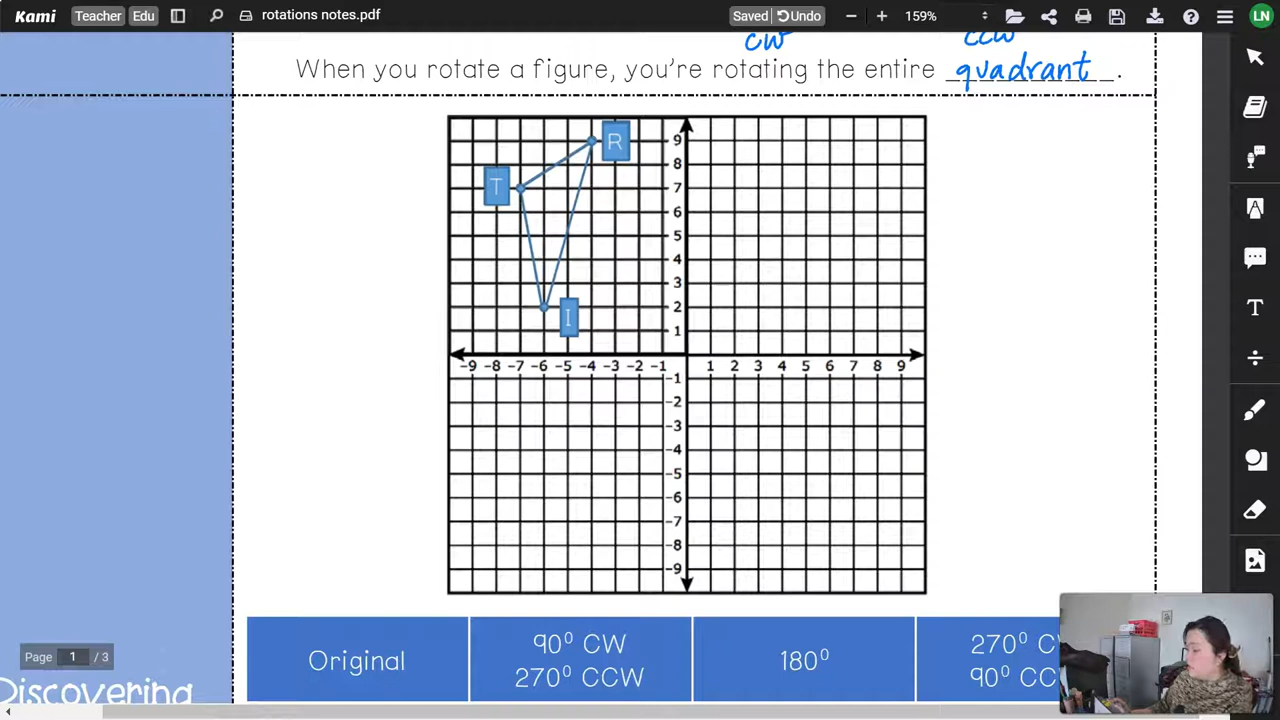 Kami Teacher Edu rotations notes.pdf Saved Undo 159% LN
cw ccw
When you rotate a figure, you're rotating the entire quadrant.
R
T
I
9
8
7
6
5
4
3
2
1
-9 -8 -7 -6 -5 -4 -3 -2 -1 1 2 3 4 5 6 7 8 9
-1
-2
-3
-4
-5
-6
-7
-8
-9
Original
90° CW
270° CCW
180°
270° C
90° CC
Page 1 / 3
Discovering